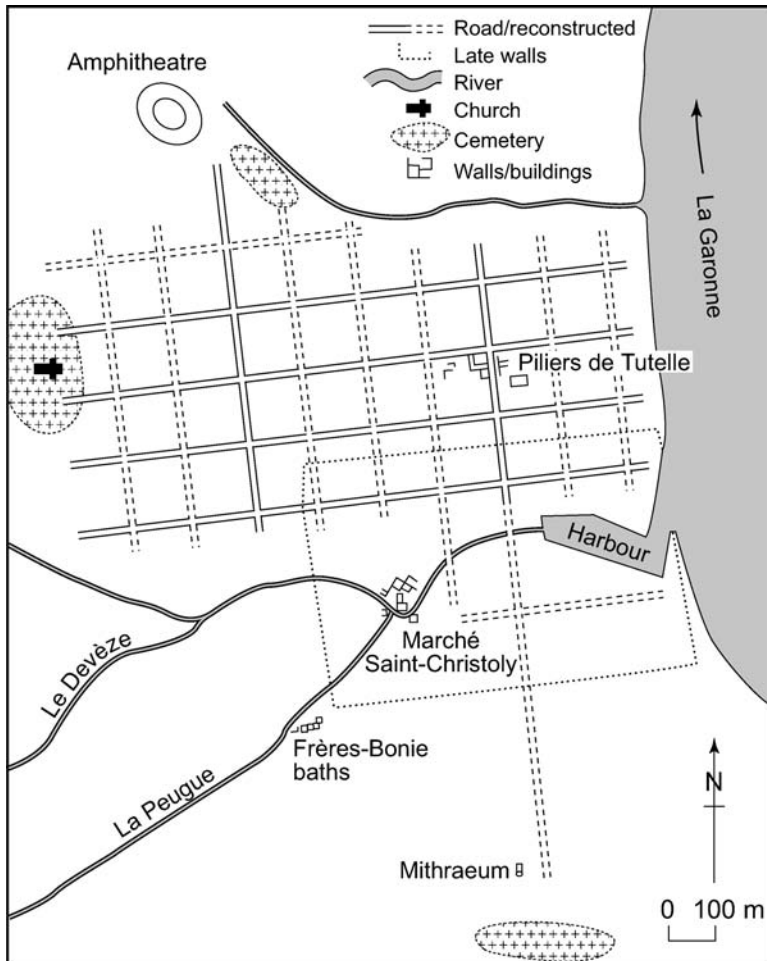 Road/reconstructed
Late walls
River
Church
Cemetery
Walls/buildings
Amphitheatre
La Garonne
Piliers de Tutelle
Harbour
Marché
Saint-Christoly
Le Devèze
Frères-Bonie
baths
La Peugue
N
Mithraeum
0 100 m